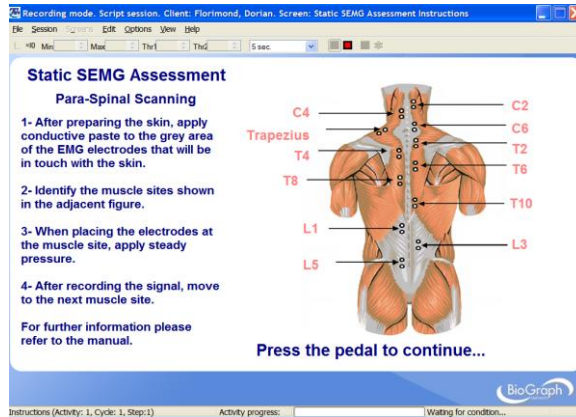 Recording mode. Script session. Client: Florimond, Dorian. Screen: Static SEMG Assessment Instructions
File Session Screens Edit Options View Help
Min Max Thr1 Thr2 5 sec.
Static SEMG Assessment
Para-Spinal Scanning
1- After preparing the skin, apply
conductive paste to the grey area
of the EMG electrodes that will be
in touch with the skin.
2- Identify the muscle sites shown
in the adjacent figure.
3- When placing the electrodes at
the muscle site, apply steady
pressure.
4- After recording the signal, move
to the next muscle site.
For further information please
refer to the manual.
C4
C2
Trapezius
C6
T4
T2
T6
T8
T10
L1
L3
L5
Press the pedal to continue...
BioGraph
Instructions (Activity: 1, Cycle: 1, Step:1) Activity progress: Waiting for condition...